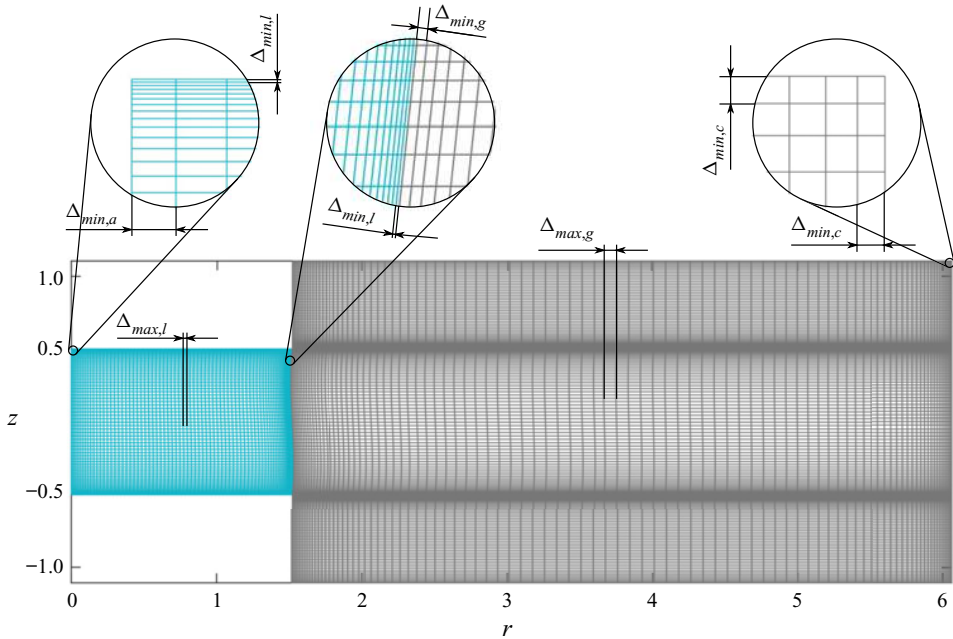 Δmin,l
Δmin,g
Δmin,c
Δmin,a
Δmin,l
Δmax,g
Δmin,c
Δmax,l
1.0
0.5
z
−0.5
−1.0
0 1 2 3 4 5 6
r